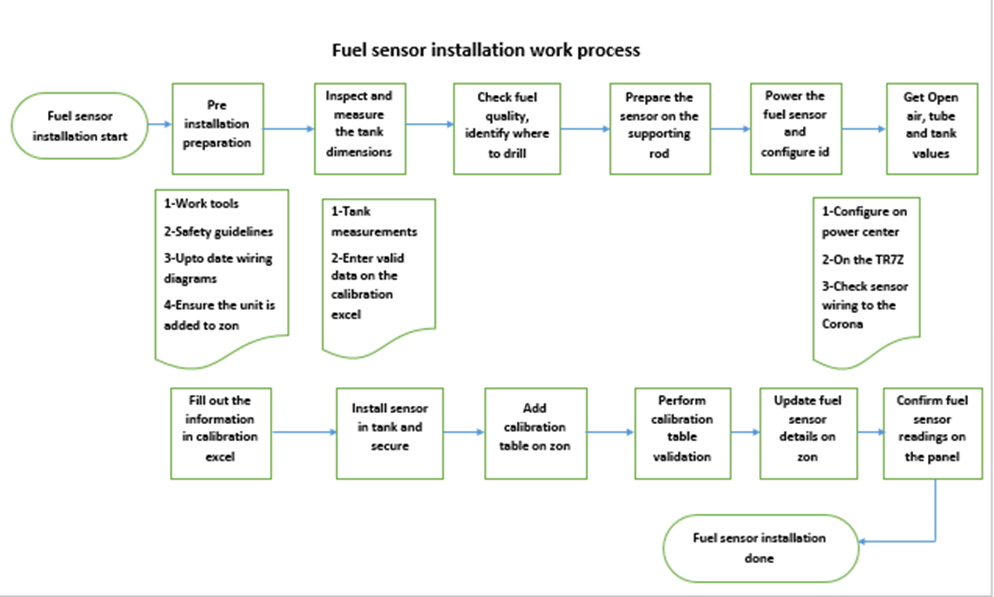 Fuel sensor installation work process
Fuel sensor
installation start
Pre
installation
preparation
Inspect and
measure
the tank
dimensions
Check fuel
quality,
identify where
to drill
Prepare the
sensor on the
supporting
rod
Power the
fuel sensor
and
configure id
Get Open
air, tube
and tank
values
1-Work tools
2-Safety guidelines
3-Upto date wiring
diagrams
4-Ensure the unit is
added to zon
1-Tank
measurements
2-Enter valid
data on the
calibration
excel
1-Configure on
power center
2-On the TR7Z
3-Check sensor
wiring to the
Corona
Fill out the
information
in calibration
excel
Install sensor
in tank and
secure
Add
calibration
table on zon
Perform
calibration
table
validation
Update fuel
sensor
details on
zon
Confirm fuel
sensor
readings on
the panel
Fuel sensor installation
done